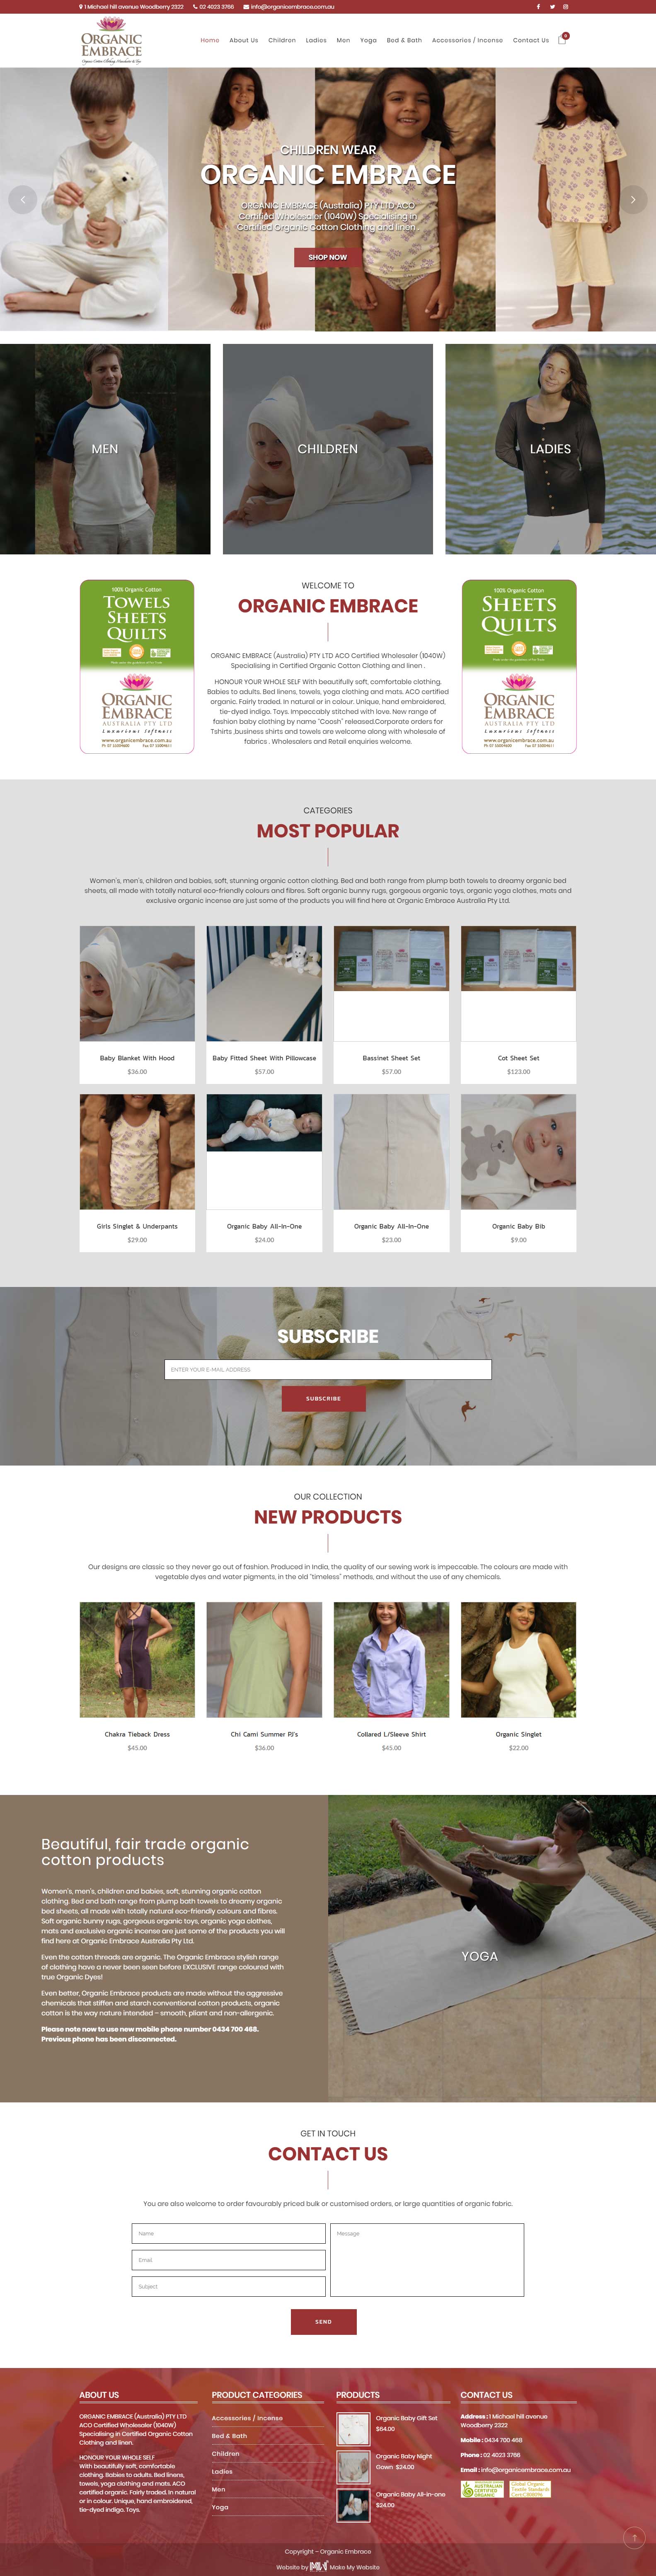 1 Michael hill avenue Woodberry 2322
02 4023 3766
info@organicembrace.com.au
ORGANIC
EMBRACE
Organic Cotton Clothing, Manchester & Toys
Home
About Us
Children
Ladies
Men
Yoga
Bed & Bath
Accessories / Incense
Contact Us
0
CHILDREN WEAR
ORGANIC EMBRACE
ORGANIC EMBRACE (Australia) PTY LTD ACO
Certified Wholesaler (1040W) Specialising in
Certified Organic Cotton Clothing and linen .
SHOP NOW
MEN
CHILDREN
LADIES
100% Organic Cotton
TOWELS
SHEETS
QUILTS
ORGANIC
EMBRACE
AUSTRALIA PTY LTD
Luxurious Softness
www.organicembrace.com.au
WELCOME TO
ORGANIC EMBRACE
ORGANIC EMBRACE (Australia) PTY LTD ACO Certified Wholesaler (1040W)
Specialising in Certified Organic Cotton Clothing and linen .
HONOUR YOUR WHOLE SELF With beautifully soft, comfortable clothing.
Babies to adults. Bed linens, towels, yoga clothing and mats. ACO certified
organic. Fairly traded. In natural or in colour. Unique, hand embroidered,
tie-dyed indigo. Toys. Impeccably stitched with love. New range of
fashion baby clothing by name "Coash" released.Corporate orders for
Tshirts ,business shirts and towels are welcome along with wholesale of
fabrics . Wholesalers and Retail enquiries welcome.
100% Organic Cotton
SHEETS
QUILTS
ORGANIC
EMBRACE
AUSTRALIA PTY LTD
Luxurious Softness
www.organicembrace.com.au
CATEGORIES
MOST POPULAR
Women's, men's, children and babies, soft, stunning organic cotton clothing. Bed and bath range from plump bath towels to dreamy organic bed
sheets, all made with totally natural eco-friendly colours and fibres. Soft organic bunny rugs, gorgeous organic toys, organic yoga clothes, mats and
exclusive organic incense are just some of the products you will find here at Organic Embrace Australia Pty Ltd.
Baby Blanket With Hood
$36.00
Baby Fitted Sheet With Pillowcase
$57.00
Bassinet Sheet Set
$57.00
Cot Sheet Set
$123.00
Girls Singlet & Underpants
$29.00
Organic Baby All-In-One
$24.00
Organic Baby All-In-One
$23.00
Organic Baby Bib
$9.00
SUBSCRIBE
ENTER YOUR E-MAIL ADDRESS
SUBSCRIBE
OUR COLLECTION
NEW PRODUCTS
Our designs are classic so they never go out of fashion. Produced in India, the quality of our sewing work is impeccable. The colours are made with
vegetable dyes and water pigments, in the old "timeless" methods, and without the use of any chemicals.
Chakra Tieback Dress
$45.00
Chi Cami Summer PJ's
$36.00
Collared L/Sleeve Shirt
$45.00
Organic Singlet
$22.00
Beautiful, fair trade organic
cotton products
Women's, men's, children and babies, soft, stunning organic cotton
clothing. Bed and bath range from plump bath towels to dreamy organic
bed sheets, all made with totally natural eco-friendly colours and fibres.
Soft organic bunny rugs, gorgeous organic toys, organic yoga clothes,
mats and exclusive organic incense are just some of the products you will
find here at Organic Embrace Australia Pty Ltd.
Even the cotton threads are organic. The Organic Embrace stylish range
of clothing have a never been seen before EXCLUSIVE range coloured with
true Organic Dyes!
Even better, Organic Embrace products are made without the aggressive
chemicals that stiffen and starch conventional cotton products, organic
cotton is the way nature intended – smooth, pliant and non-allergenic.
Please note now to use new mobile phone number 0434 700 468.
Previous phone has been disconnected.
YOGA
GET IN TOUCH
CONTACT US
You are also welcome to order favourably priced bulk or customised orders, or large quantities of organic fabric.
Name
Email
Subject
Message
SEND
ABOUT US
ORGANIC EMBRACE (Australia) PTY LTD
ACO Certified Wholesaler (1040W)
Specialising in Certified Organic Cotton
Clothing and linen.
HONOUR YOUR WHOLE SELF
With beautifully soft, comfortable
clothing. Babies to adults. Bed linens,
towels, yoga clothing and mats. ACO
certified organic. Fairly traded. In natural
or in colour. Unique, hand embroidered,
tie-dyed indigo. Toys.
PRODUCT CATEGORIES
Accessories / Incense
Bed & Bath
Children
Ladies
Men
Yoga
PRODUCTS
Organic Baby Gift Set
$64.00
Organic Baby Night
Gown $24.00
Organic Baby All-in-one
$24.00
CONTACT US
Address : 1 Michael hill avenue
Woodberry 2322
Mobile : 0434 700 468
Phone : 02 4023 3766
Email : info@organicembrace.com.au
AUSTRALIAN
CERTIFIED
ORGANIC
Global Organic
Textile Standards
Copyright – Organic Embrace
Website by MMW Make My Website